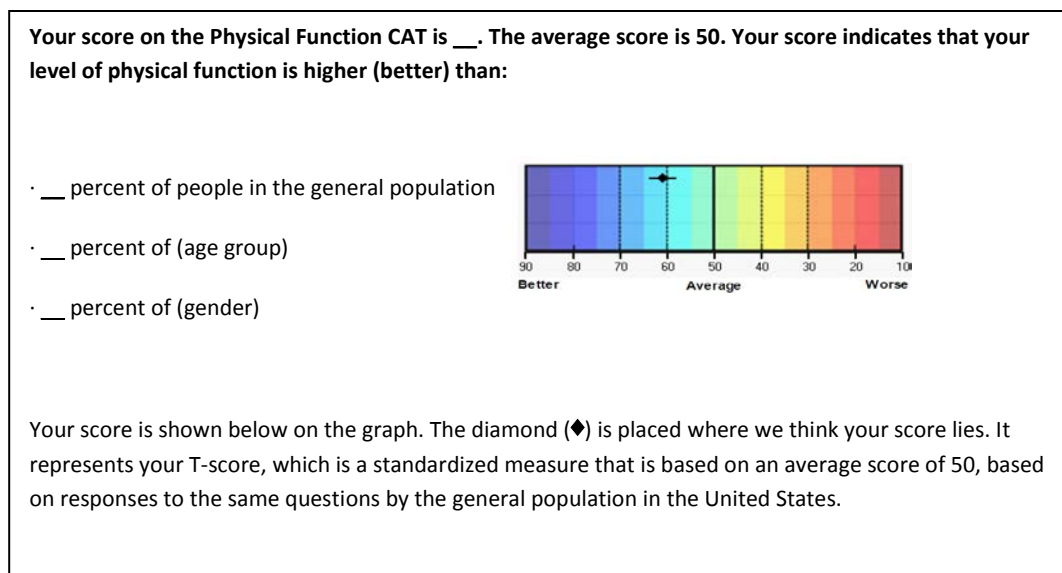 Your score on the Physical Function CAT is __. The average score is 50. Your score indicates that your
level of physical function is higher (better) than:
· __ percent of people in the general population
· __ percent of (age group)
· __ percent of (gender)
90 80 70 60 50 40 30 20 10
Better Average Worse
Your score is shown below on the graph. The diamond (♦) is placed where we think your score lies. It
represents your T-score, which is a standardized measure that is based on an average score of 50, based
on responses to the same questions by the general population in the United States.